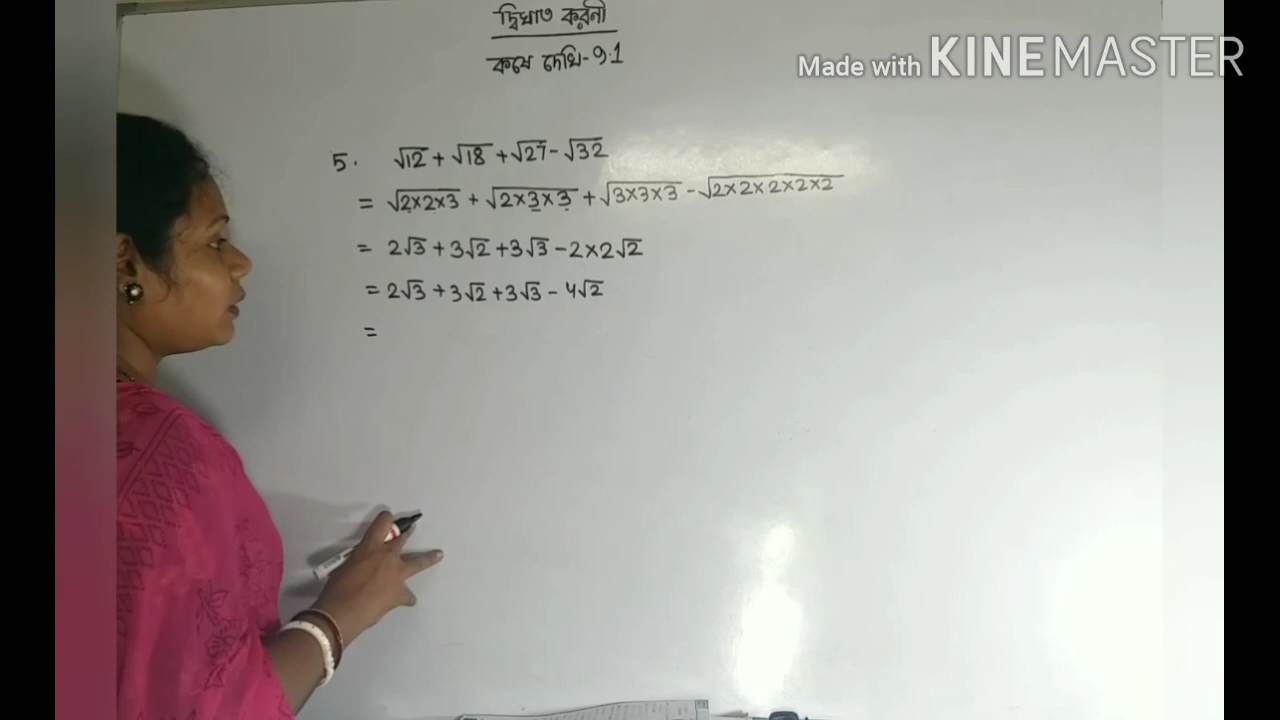 দ্বিঘাত করনী
কষে দেখি-9.1
Made with KINEMASTER
5. √12 + √18 + √27 - √32
= √2×2×3 + √2×3×3 + √3×3×3 - √2×2×2×2×2
= 2√3 + 3√2 + 3√3 - 2×2√2
= 2√3 + 3√2 + 3√3 - 4√2
=